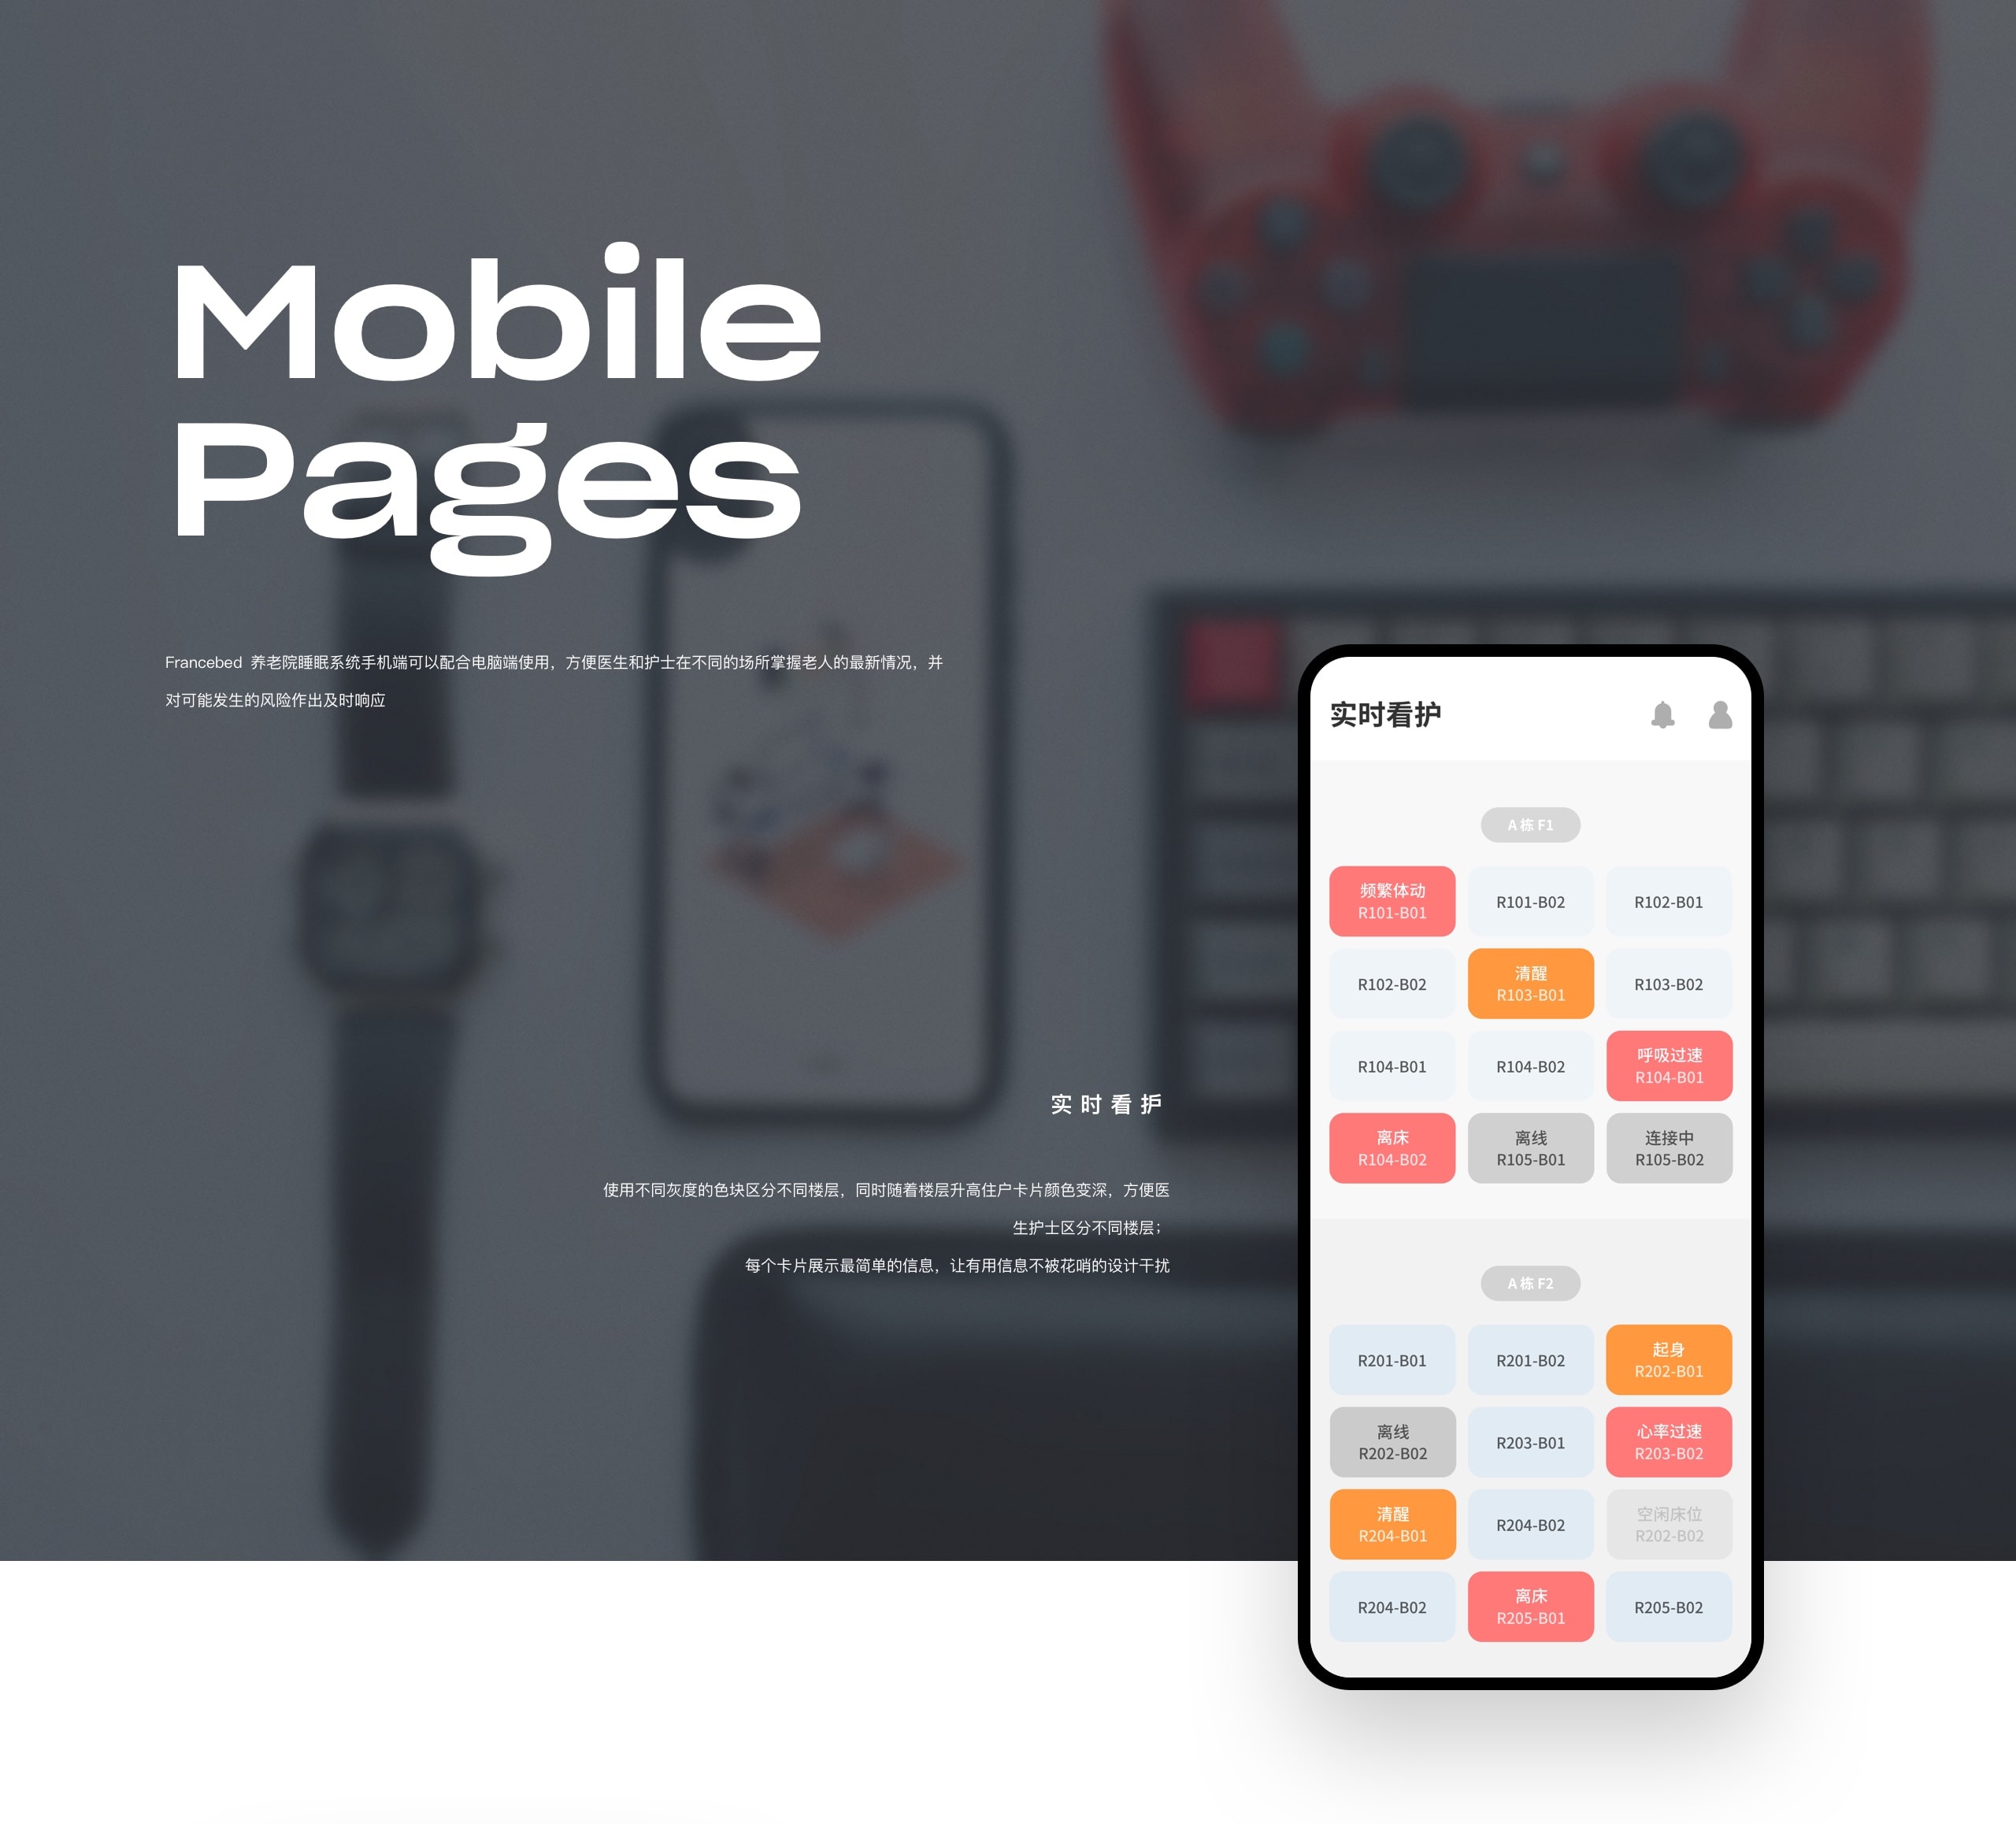 Mobile
Pages
Francebed 养老院睡眠系统手机端可以配合电脑端使用，方便医生和护士在不同的场所掌握老人的最新情况，并
对可能发生的风险作出及时响应
实时看护
使用不同灰度的色块区分不同楼层，同时随着楼层升高住户卡片颜色变深，方便医
生护士区分不同楼层；
每个卡片展示最简单的信息，让有用信息不被花哨的设计干扰
实时看护
A 栋 F1
频繁体动
R101-B01
R101-B02
R102-B01
R102-B02
清醒
R103-B01
R103-B02
R104-B01
R104-B02
呼吸过速
R104-B01
离床
R104-B02
离线
R105-B01
连接中
R105-B02
A 栋 F2
R201-B01
R201-B02
起身
R202-B01
离线
R202-B02
R203-B01
心率过速
R203-B02
清醒
R204-B01
R204-B02
空闲床位
R202-B02
R204-B02
离床
R205-B01
R205-B02